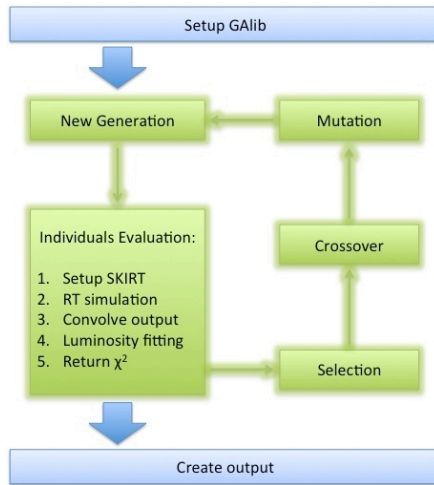 Setup GAlib
New Generation
Mutation
Individuals Evaluation:
1. Setup SKIRT
2. RT simulation
3. Convolve output
4. Luminosity fitting
5. Return χ²
Crossover
Selection
Create output